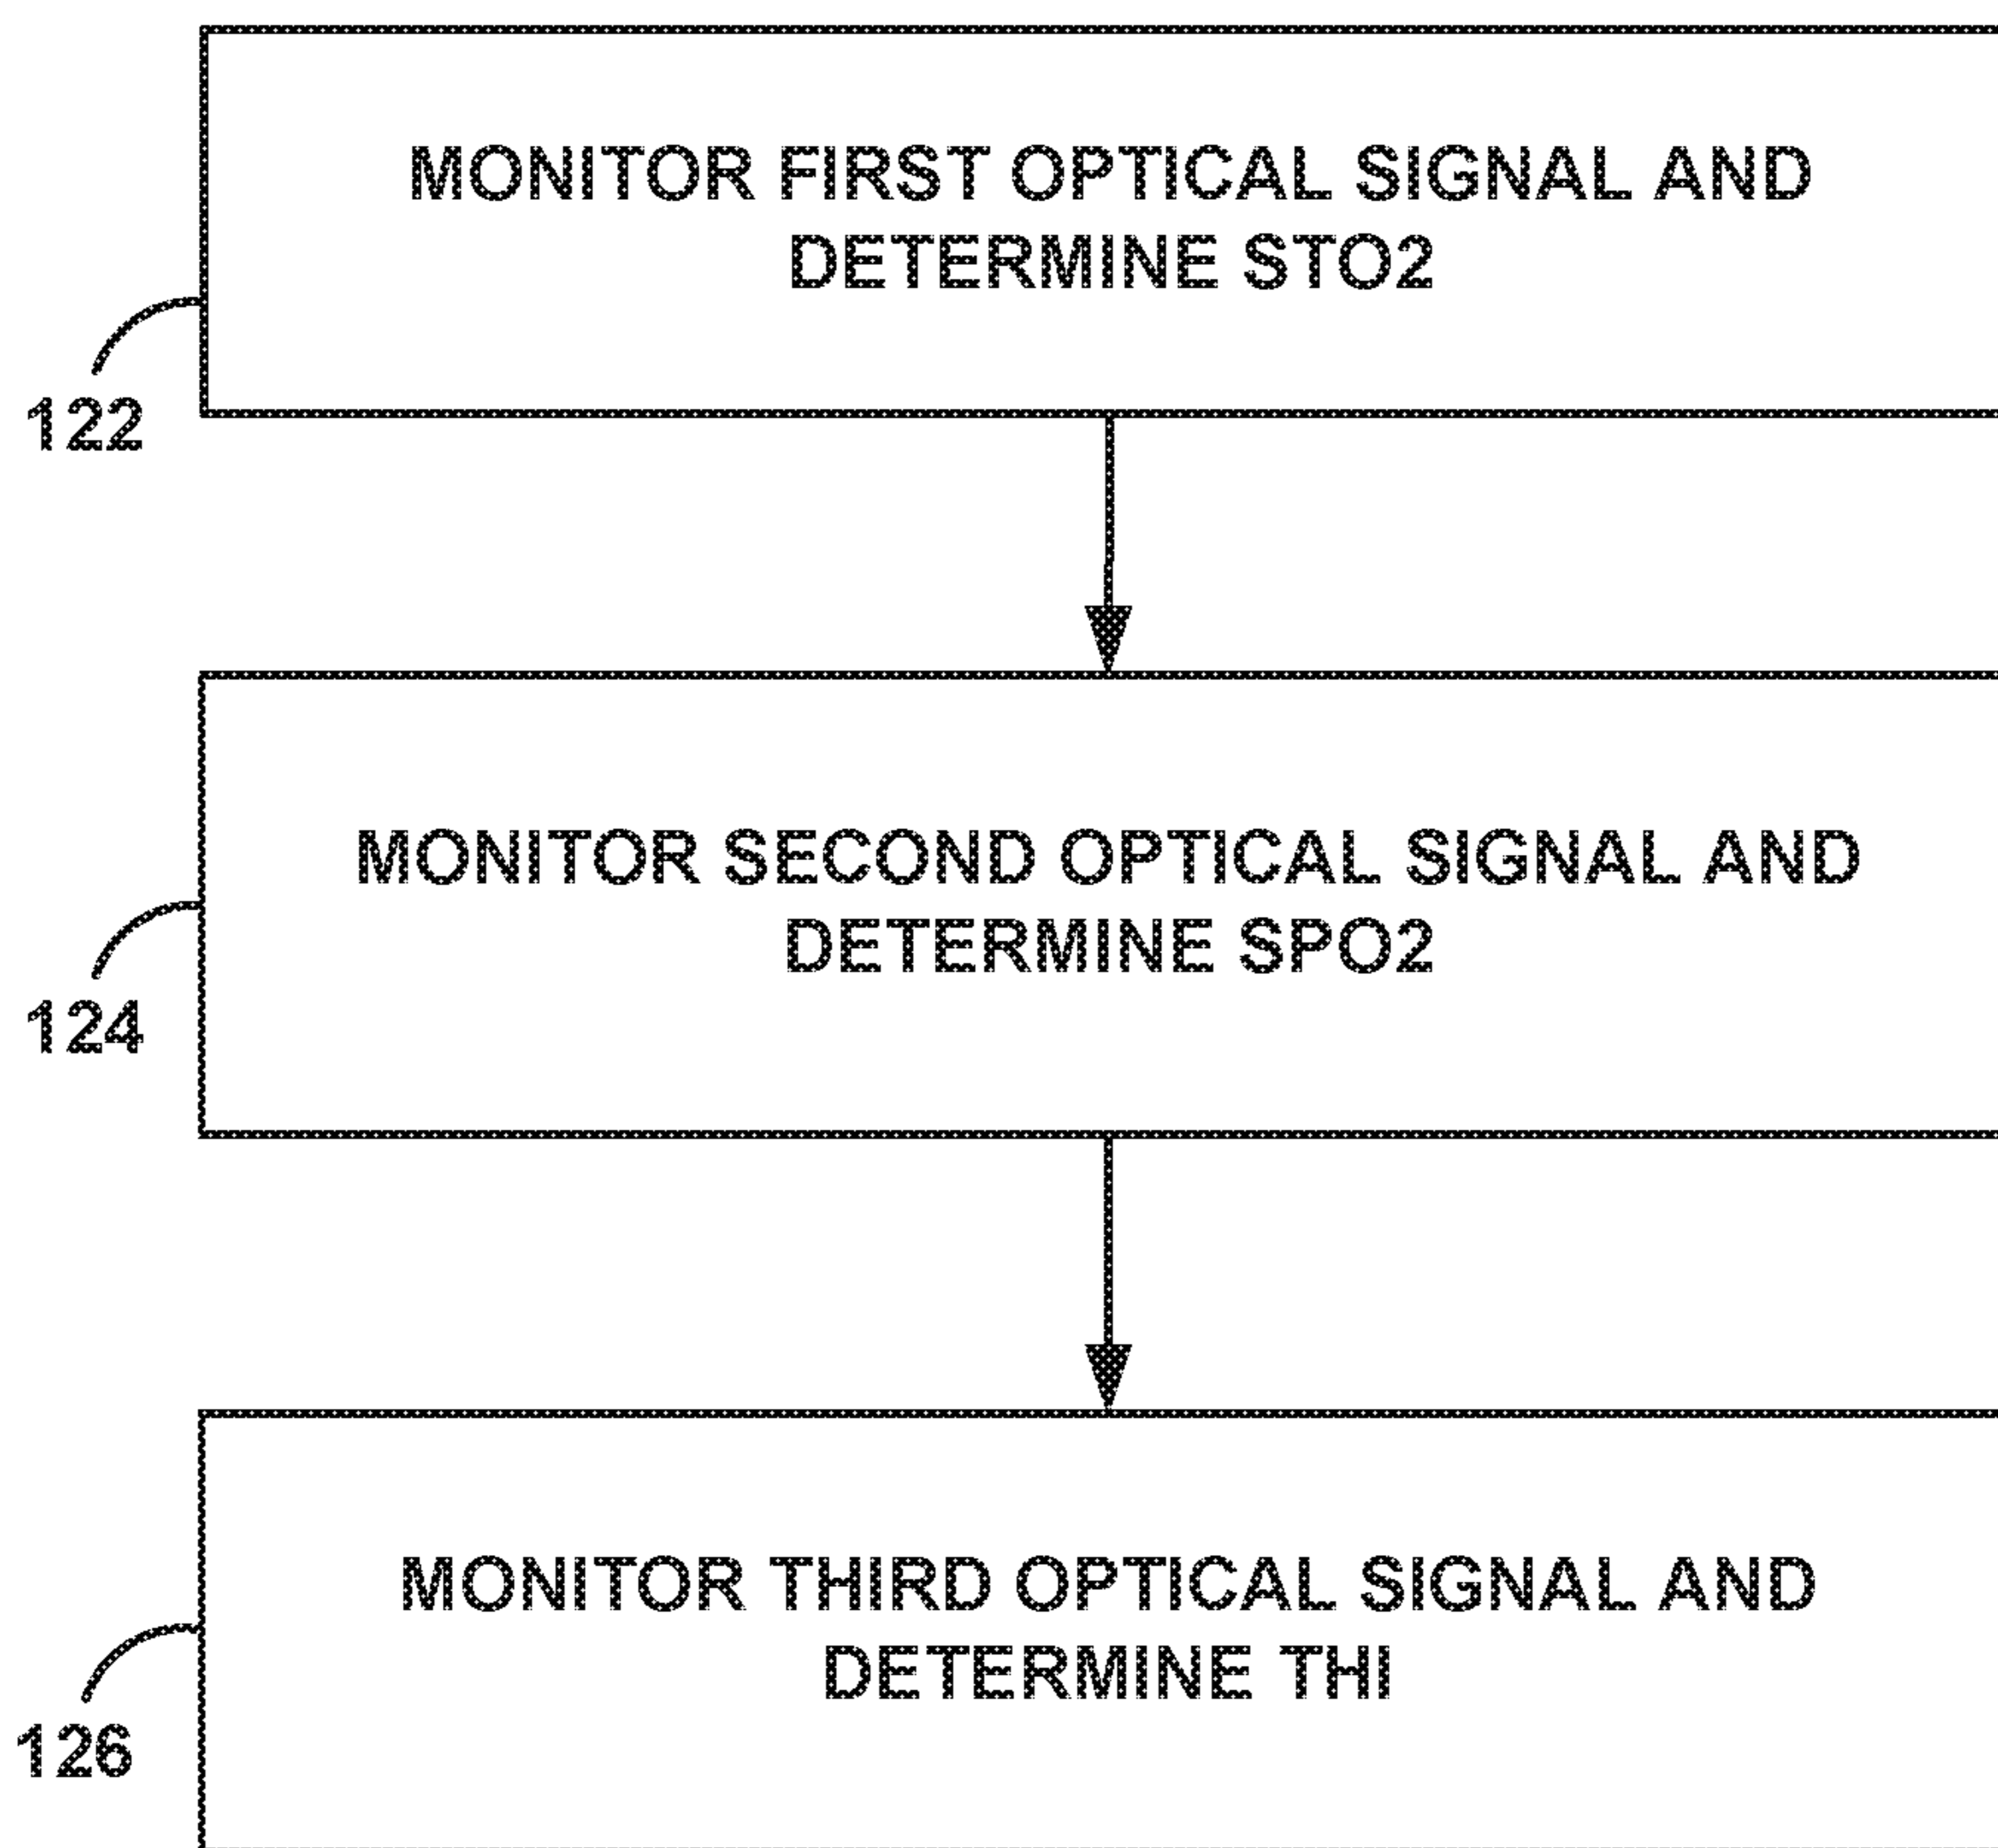 MONITOR FIRST OPTICAL SIGNAL AND
DETERMINE STO2
122
MONITOR SECOND OPTICAL SIGNAL AND
DETERMINE SPO2
124
MONITOR THIRD OPTICAL SIGNAL AND
DETERMINE THI
126